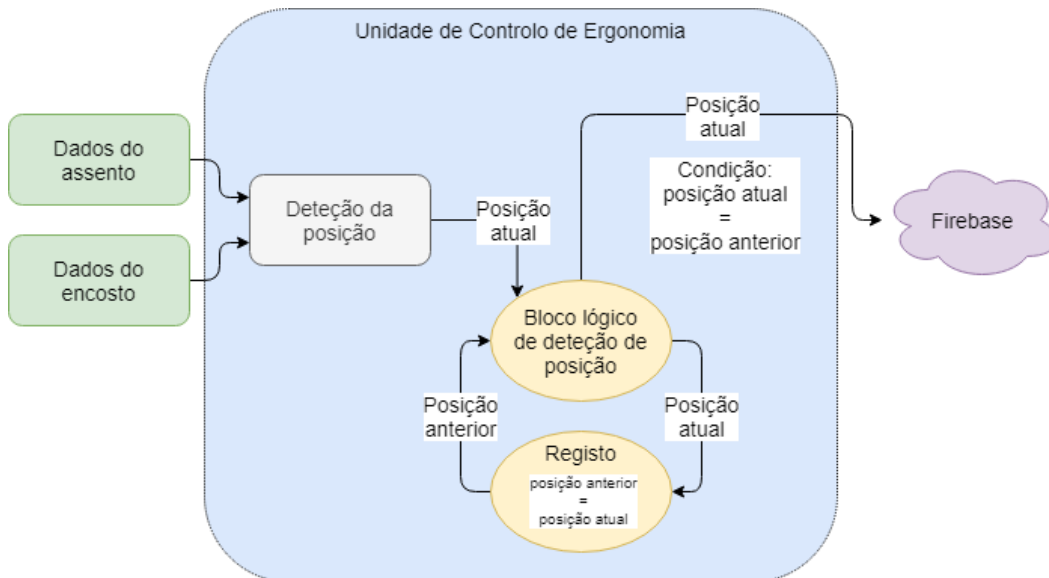 Unidade de Controlo de Ergonomia
Dados do
assento
Dados do
encosto
Deteção da
posição
Posição
atual
Posição
atual
Condição:
posição atual
=
posição anterior
Firebase
Bloco lógico
de deteção de
posição
Posição
anterior
Posição
atual
Registo
posição anterior
=
posição atual